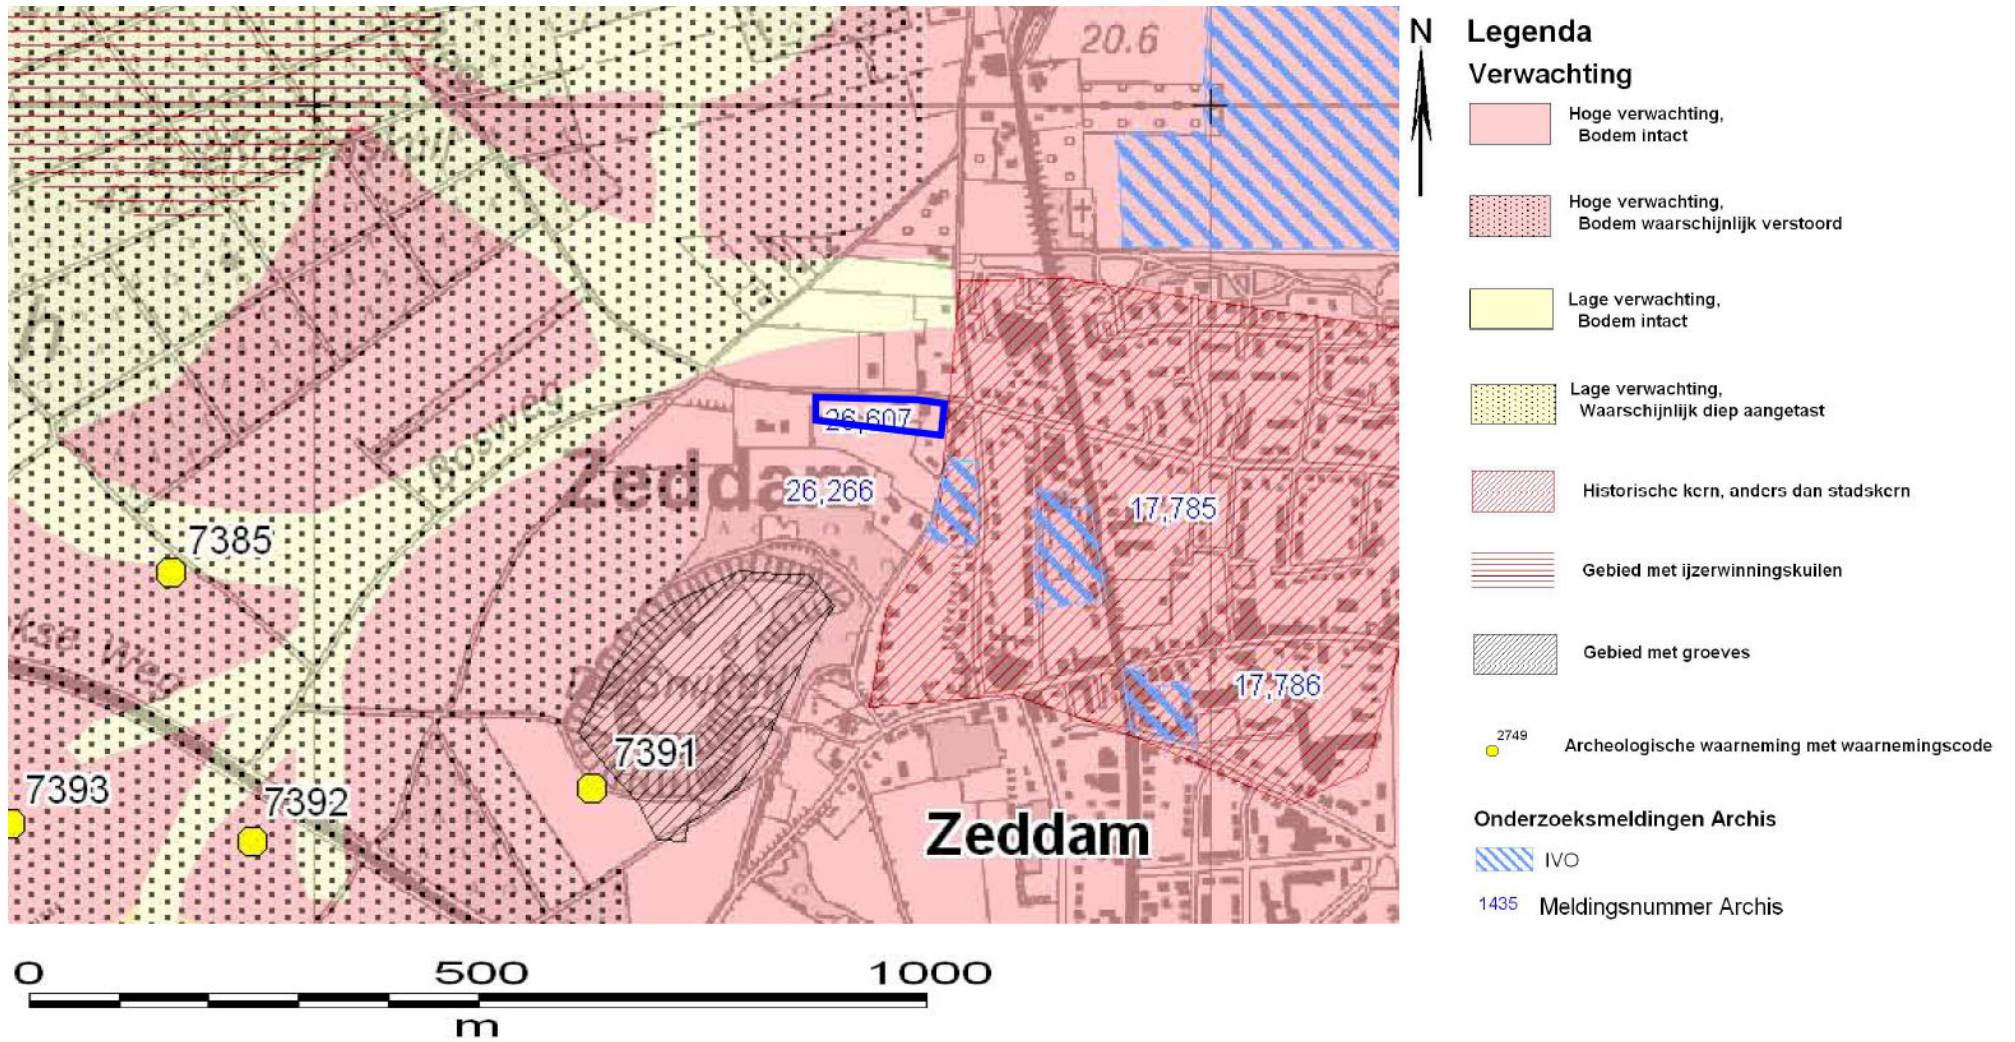 20.6
h
Bosweg
Zeddam
26,607
26,266
17,785
7385
kse Weg
17,786
7391
7393
7392
Zeddam
0 500 1000
m
N
Legenda
Verwachting
Hoge verwachting,
Bodem intact
Hoge verwachting,
Bodem waarschijnlijk verstoord
Lage verwachting,
Bodem intact
Lage verwachting,
Waarschijnlijk diep aangetast
Historische kern, anders dan stadskern
Gebied met ijzerwinningskuilen
Gebied met groeves
2749
Archeologische waarneming met waarnemingscode
Onderzoeksmeldingen Archis
IVO
1435 Meldingsnummer Archis